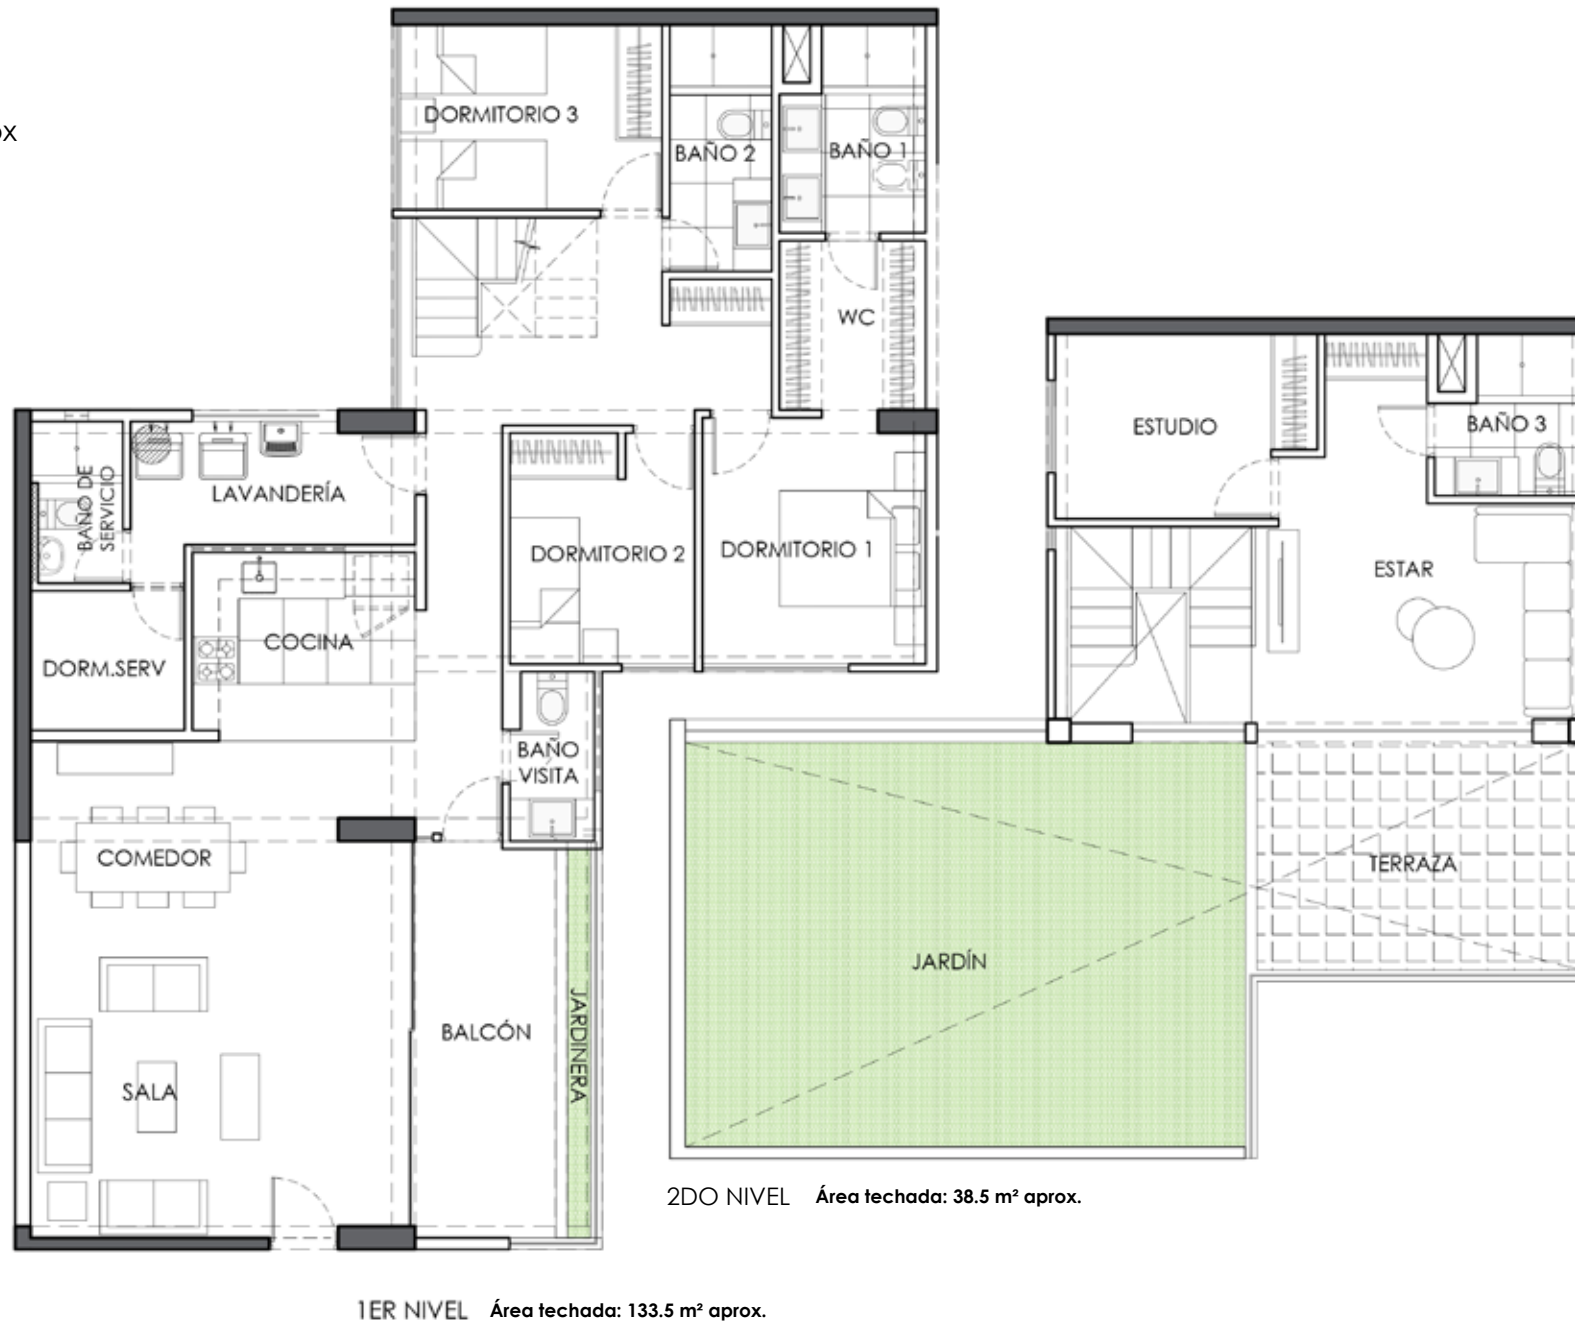 ox
DORMITORIO 3
BAÑO 2
BAÑO 1
WC
BAÑO DE
SERVICIO
LAVANDERÍA
DORMITORIO 2
DORMITORIO 1
COCINA
DORM.SERV
BAÑO
VISITA
COMEDOR
SALA
BALCÓN
JARDINERA
1ER NIVEL Área techada: 133.5 m² aprox.
ESTUDIO
BAÑO 3
ESTAR
TERRAZA
JARDÍN
2DO NIVEL Área techada: 38.5 m² aprox.